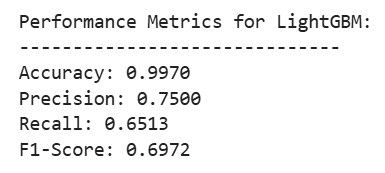 Performance Metrics for LightGBM:
------------------------------
Accuracy: 0.9970
Precision: 0.7500
Recall: 0.6513
F1-Score: 0.6972